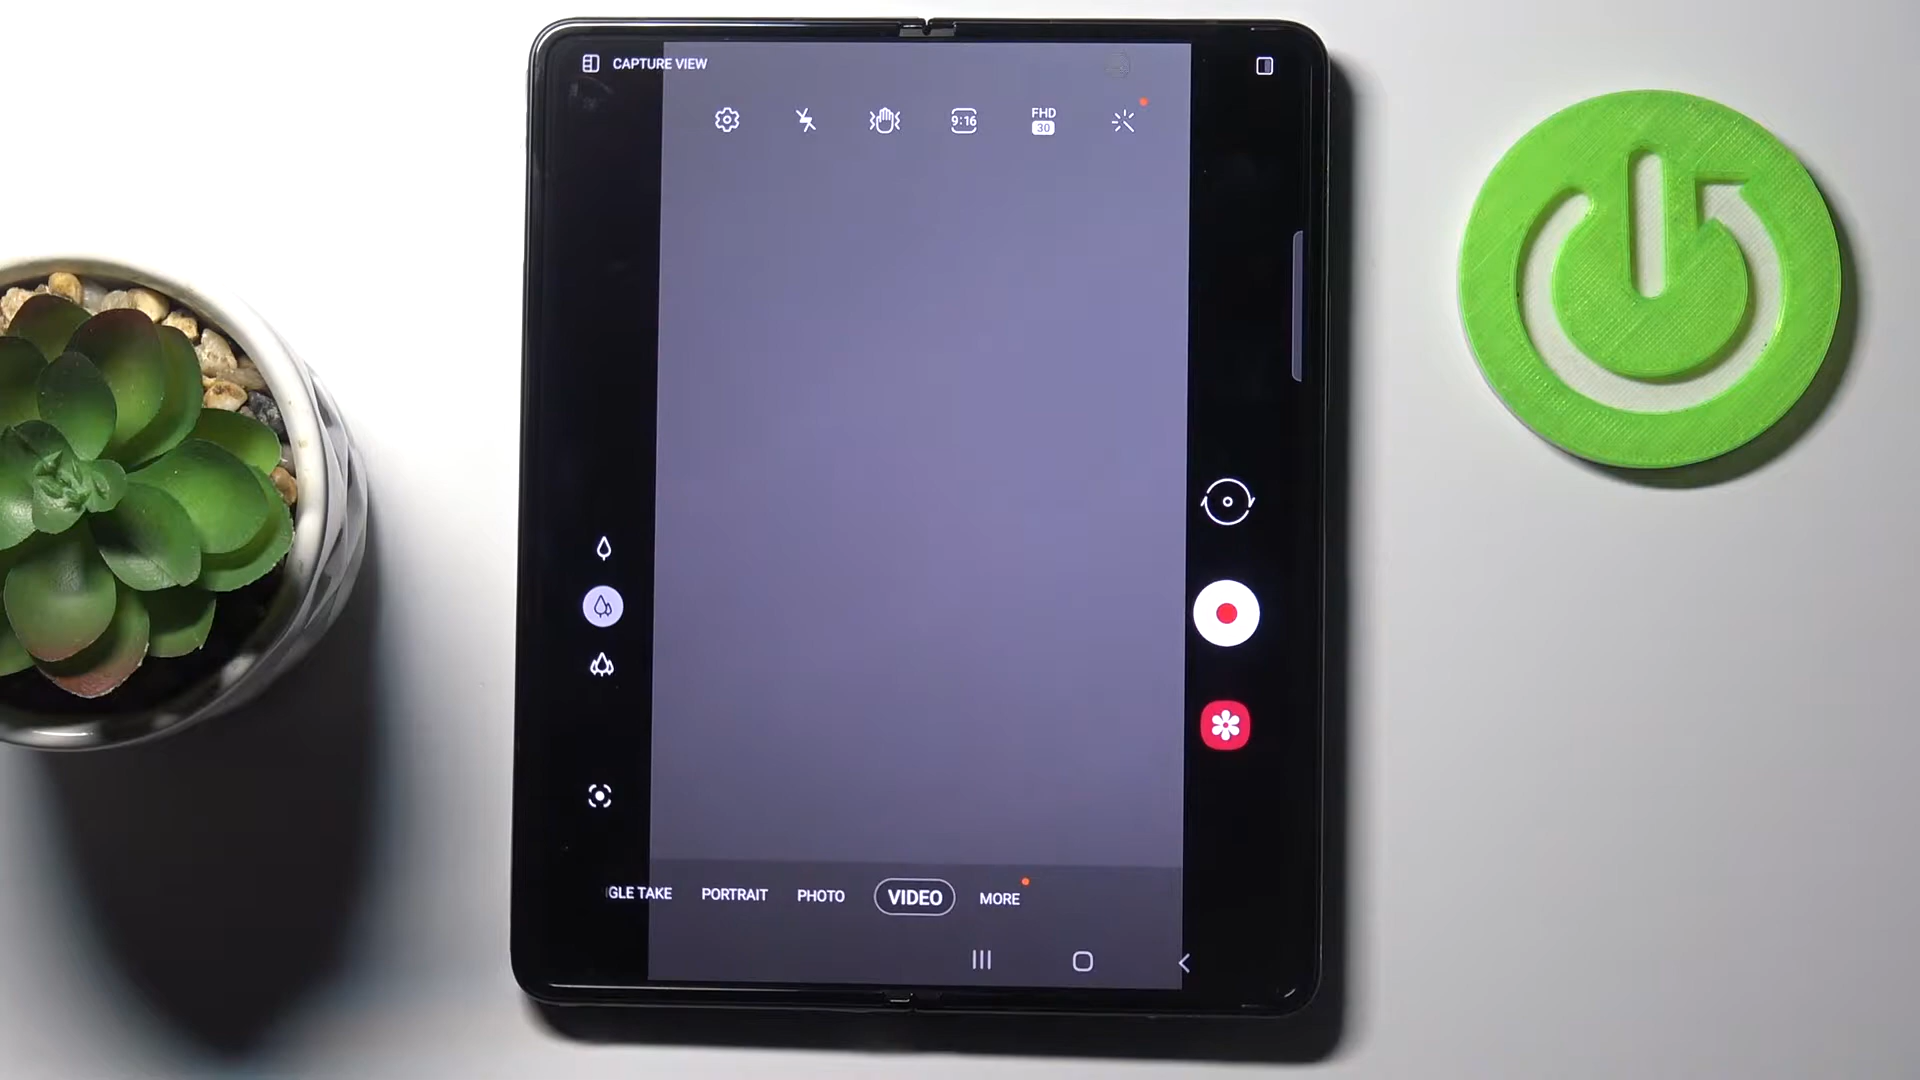 CAPTURE VIEW
9:16
FHD
30
GLE TAKE PORTRAIT PHOTO VIDEO MORE